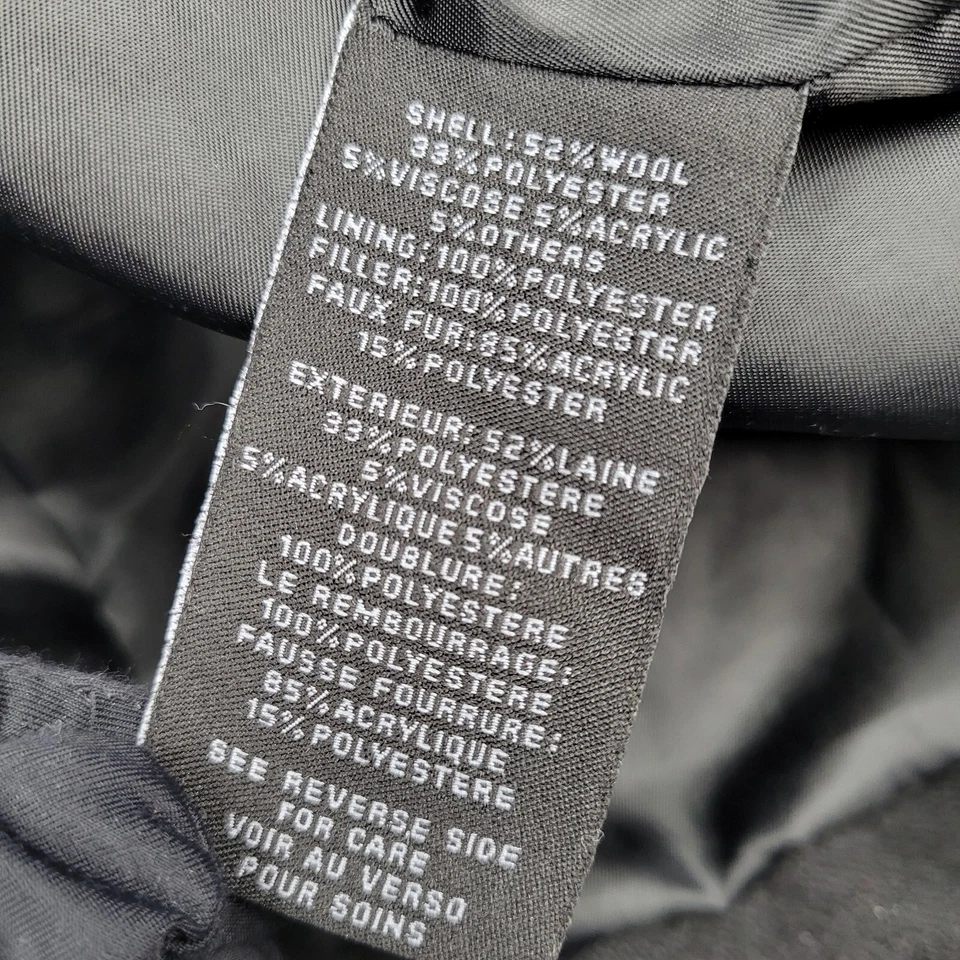 SHELL:52%WOOL
33%POLYESTER
5%VISCOSE 5%ACRYLIC
5%OTHERS
LINING:100%POLYESTER
FILLER:100%POLYESTER
FAUX FUR:85%ACRYLIC
15%POLYESTER
EXTERIEUR:52%LAINE
33%POLYESTERE
5%VISCOSE
5%ACRYLIQUE 5%AUTRES
DOUBLURE:
100%POLYESTERE
LE REMBOURRAGE:
100%POLYESTERE
FAUSSE FOURRURE:
85%ACRYLIQUE
15%POLYESTERE
SEE REVERSE SIDE
FOR CARE
VOIR AU VERSO
POUR SOINS